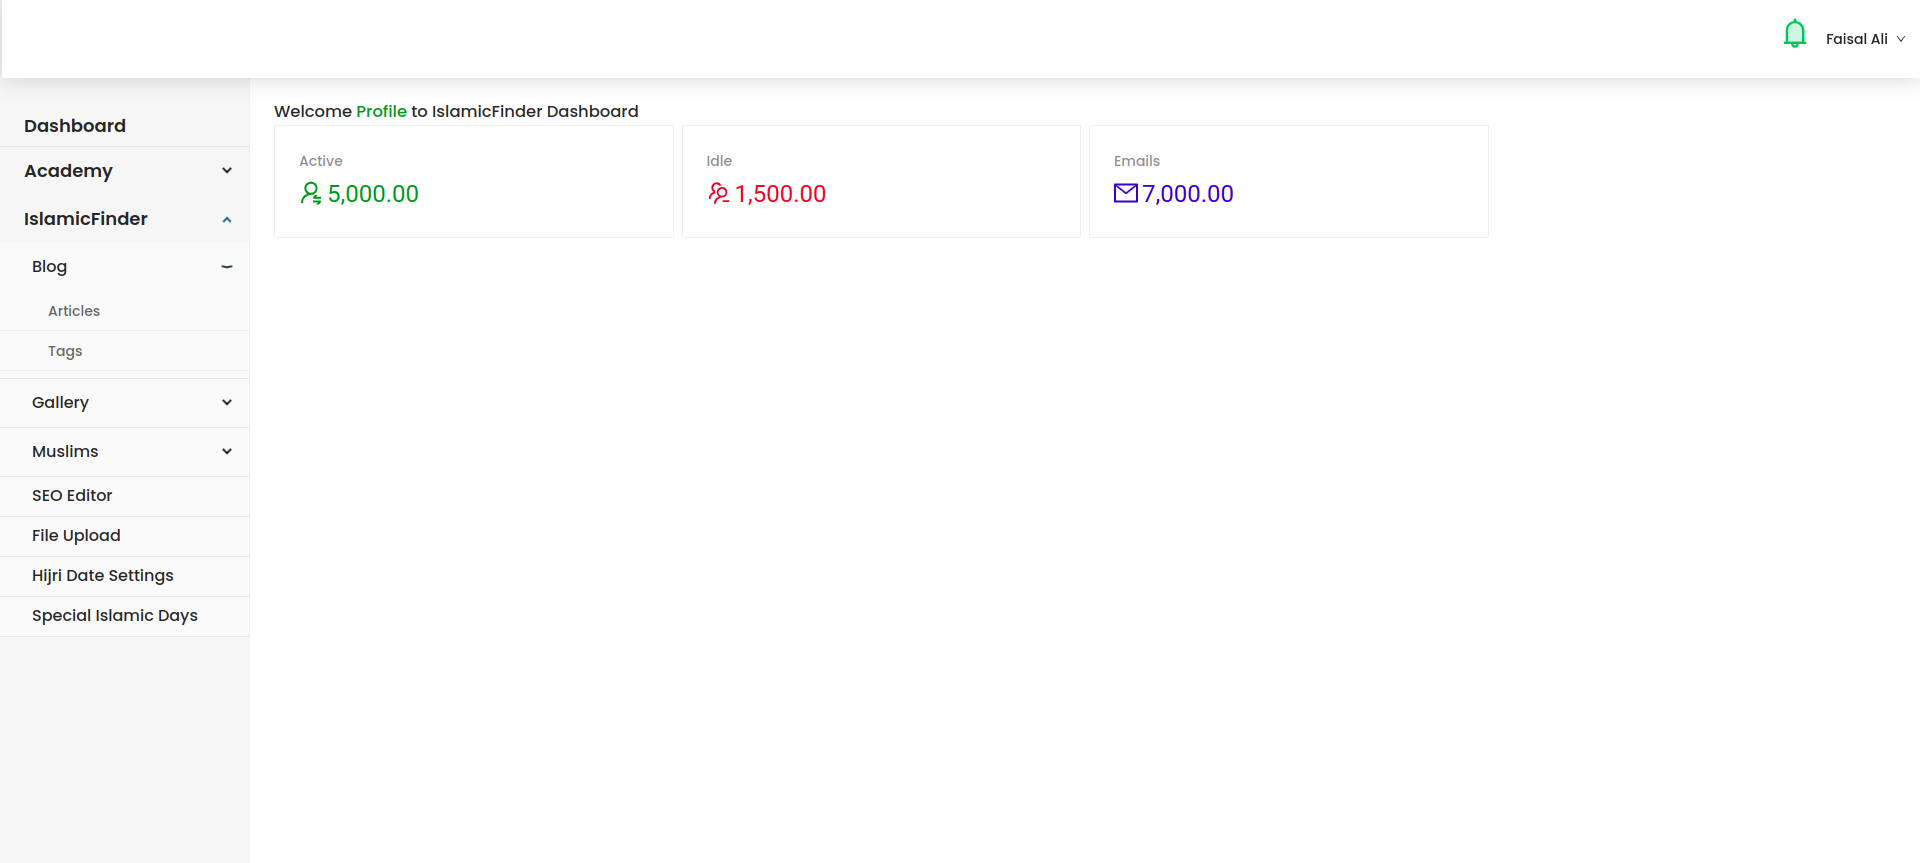 Faisal Ali
Dashboard
Academy
IslamicFinder
Blog
Articles
Tags
Gallery
Muslims
SEO Editor
File Upload
Hijri Date Settings
Special Islamic Days
Welcome Profile to IslamicFinder Dashboard
Active
5,000.00
Idle
1,500.00
Emails
7,000.00